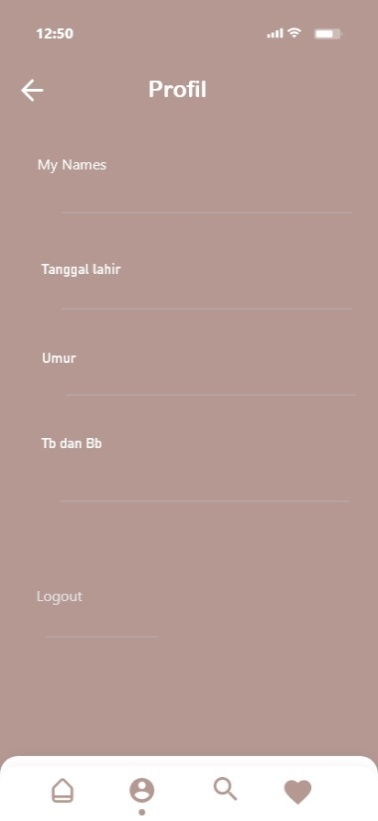 12:50
Profil
My Names
Tanggal lahir
Umur
Tb dan Bb
Logout